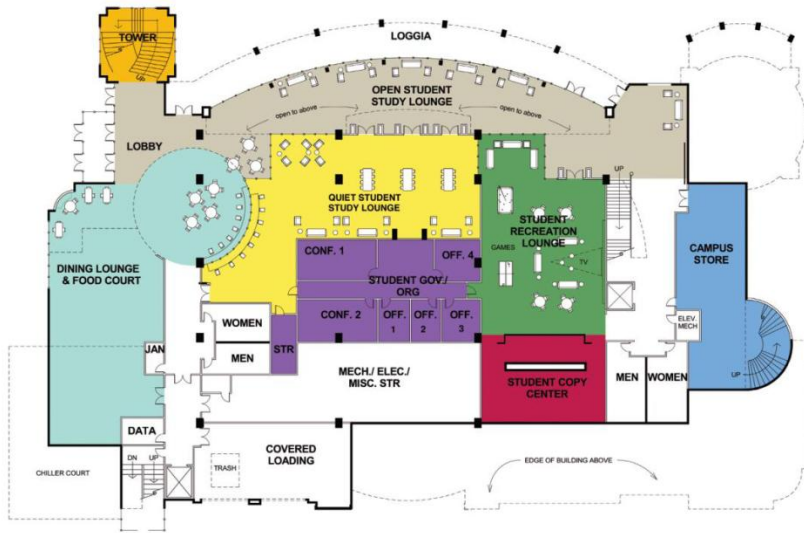 TOWER
UP
LOGGIA
OPEN STUDENT
STUDY LOUNGE
open to above
open to above
LOBBY
QUIET STUDENT
STUDY LOUNGE
UP
STUDENT
RECREATION
LOUNGE
GAMES
TV
CAMPUS
STORE
DINING LOUNGE
& FOOD COURT
CONF. 1
OFF. 4
STUDENT GOV./
ORG
CONF. 2
OFF.
1
OFF.
2
OFF.
3
WOMEN
MEN
STR
JAN
ELEV.
MECH
MECH./ ELEC./
MISC. STR
STUDENT COPY
CENTER
MEN
WOMEN
UP
DATA
DN
UP
CHILLER COURT
COVERED
LOADING
TRASH
EDGE OF BUILDING ABOVE